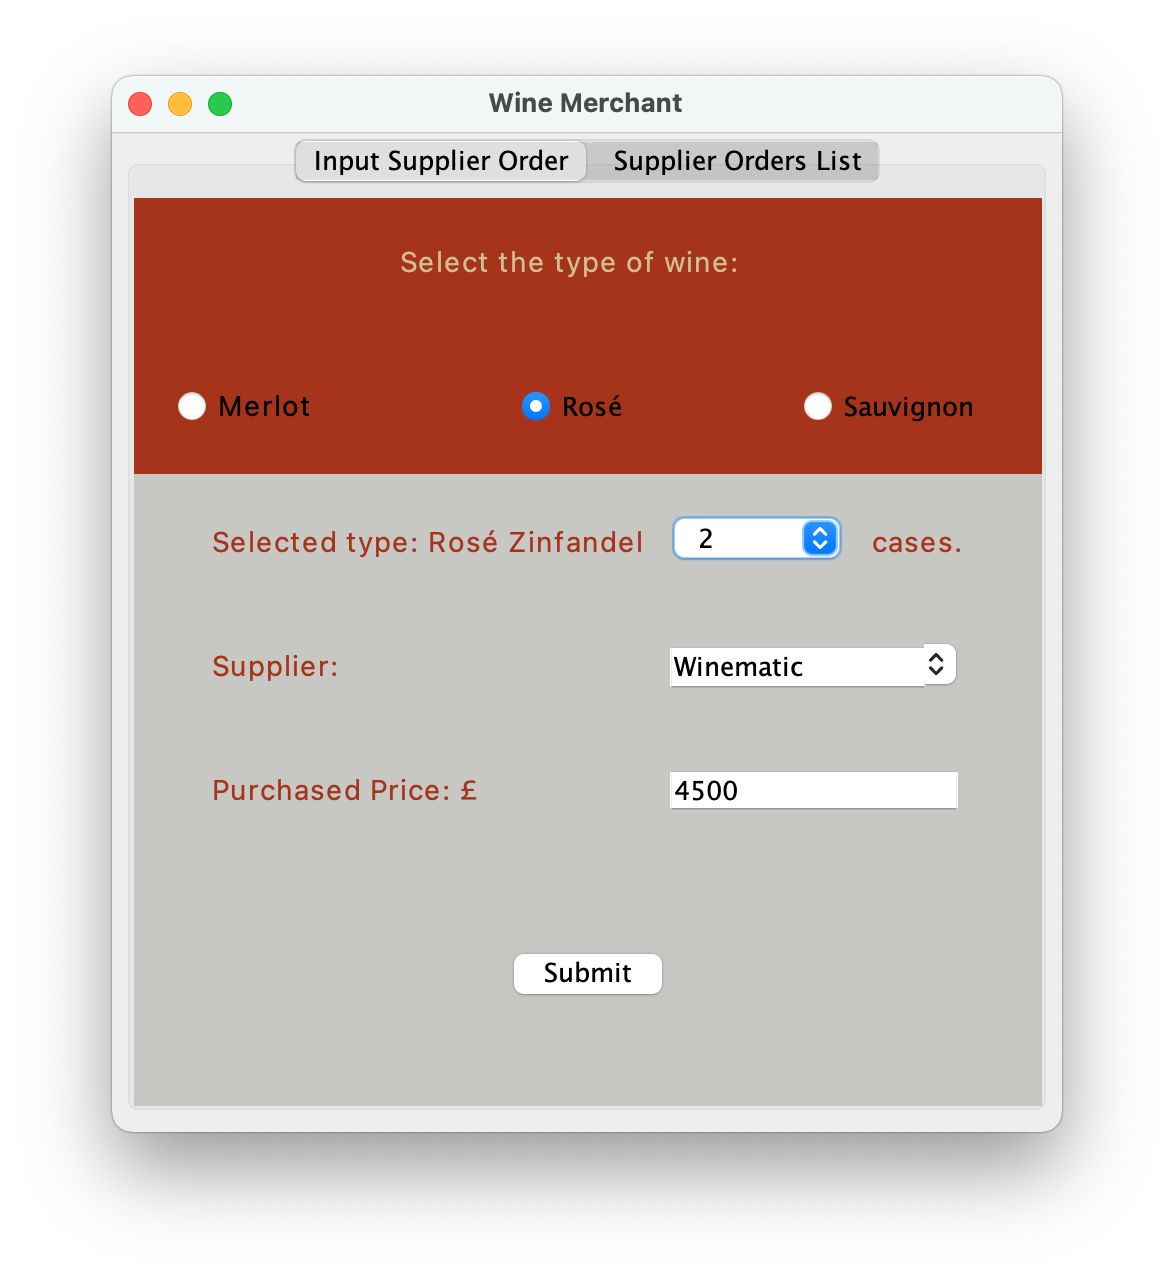 Wine Merchant
Input Supplier Order Supplier Orders List
Select the type of wine:
Merlot Rosé Sauvignon
Selected type: Rosé Zinfandel 2 cases.
Supplier: Winematic
Purchased Price: £ 4500
Submit